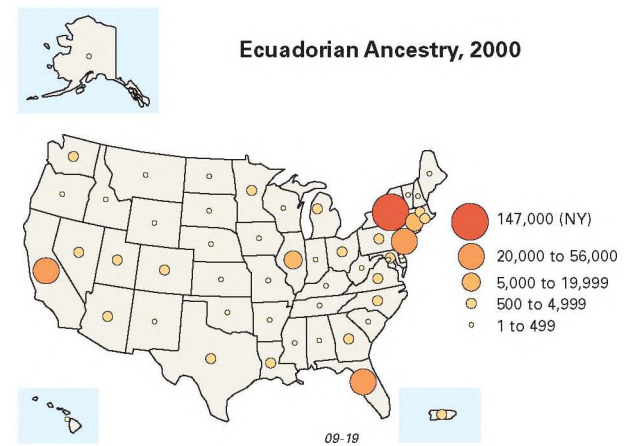 Ecuadorian Ancestry, 2000
147,000 (NY)
20,000 to 56,000
5,000 to 19,999
500 to 4,999
1 to 499
09-19